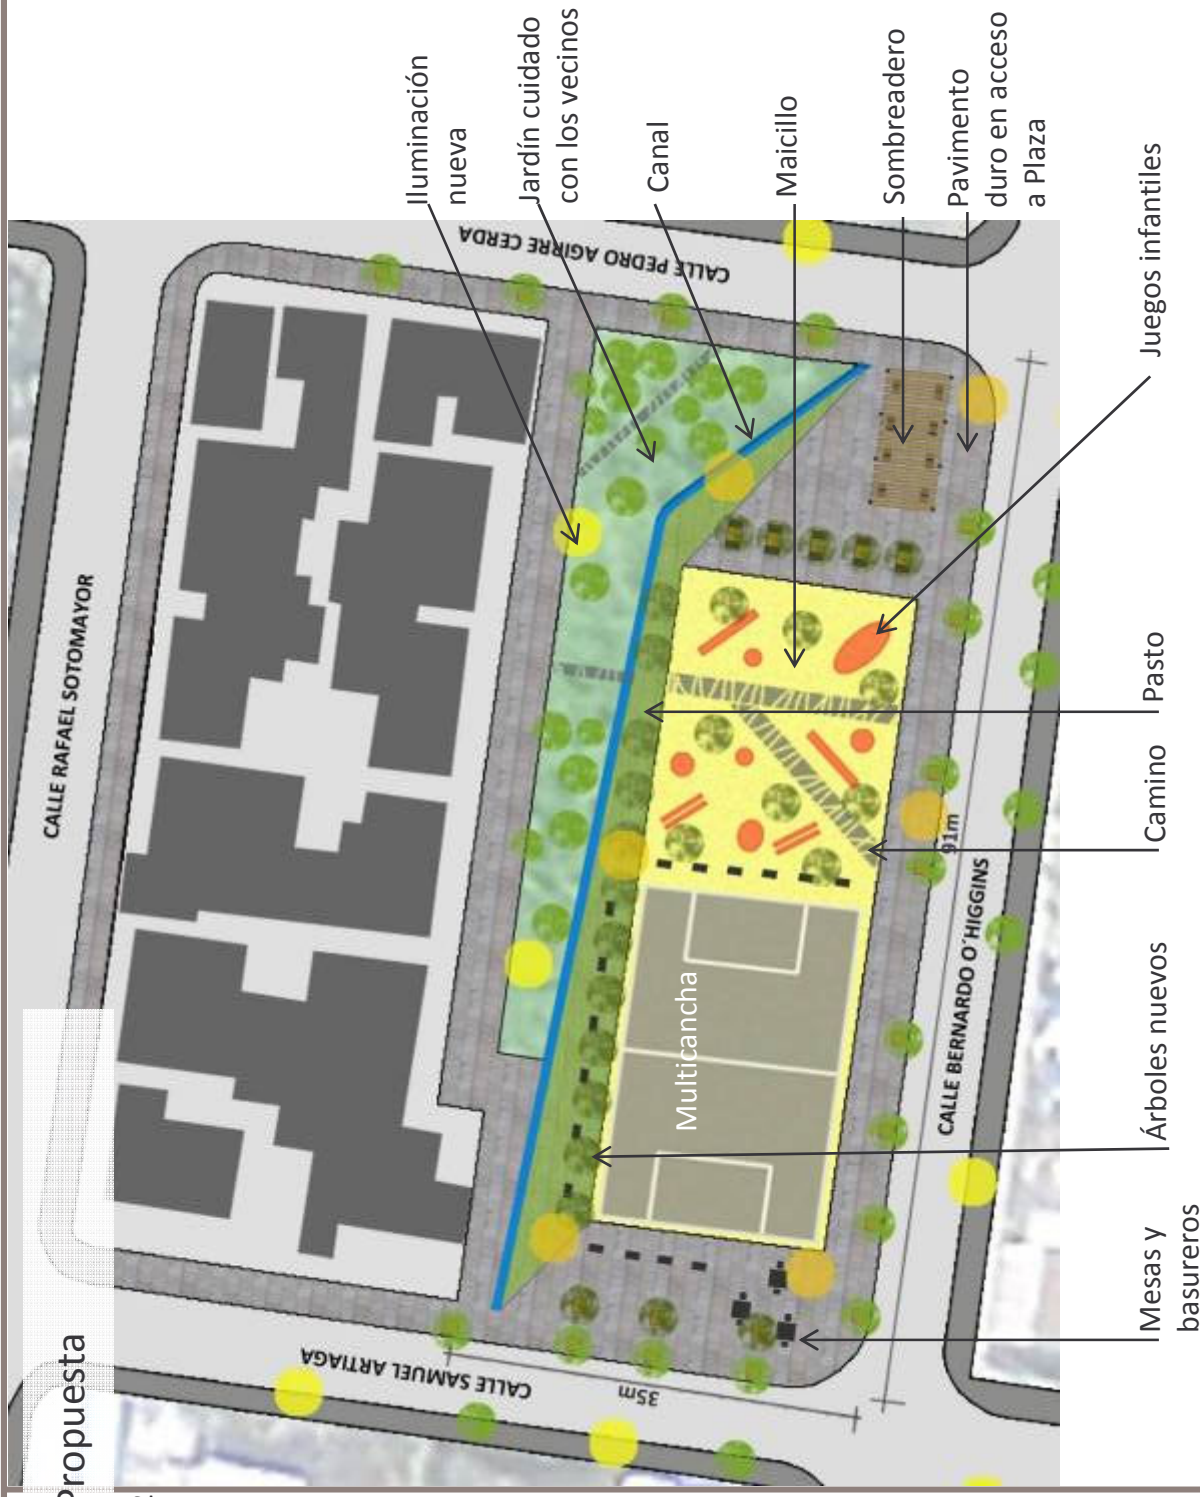 Propuesta
CALLE RAFAEL SOTOMAYOR
CALLE PEDRO AGIRRE CERDA
CALLE SAMUEL ARTIAGA
CALLE BERNARDO O´HIGGINS
35m
91m
Multicancha
Iluminación
nueva
Jardín cuidado
con los vecinos
Canal
Maicillo
Sombreadero
Pavimento
duro en acceso
a Plaza
Juegos infantiles
Pasto
Camino
Árboles nuevos
Mesas y
basureros